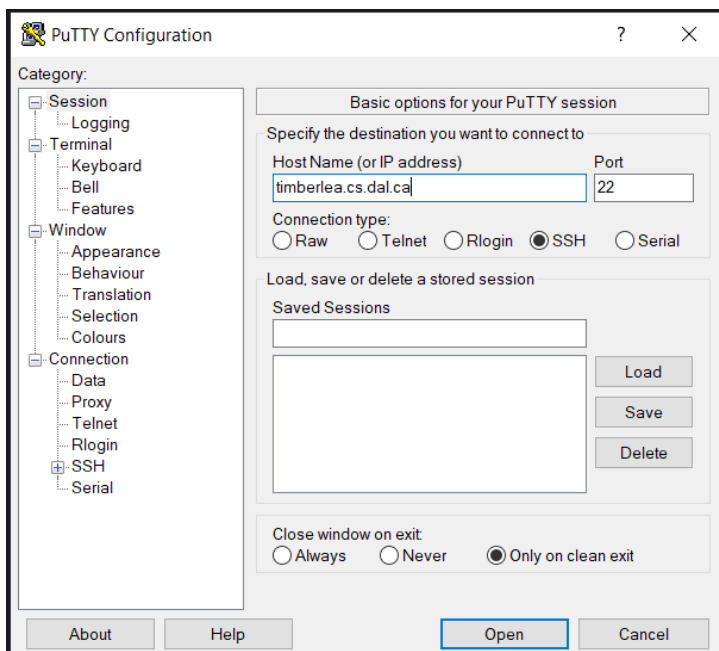 PuTTY Configuration ? ×
Category:
Session
Logging
Terminal
Keyboard
Bell
Features
Window
Appearance
Behaviour
Translation
Selection
Colours
Connection
Data
Proxy
Telnet
Rlogin
SSH
Serial
Basic options for your PuTTY session
Specify the destination you want to connect to
Host Name (or IP address) Port
timberlea.cs.dal.ca 22
Connection type:
Raw Telnet Rlogin SSH Serial
Load, save or delete a stored session
Saved Sessions
Load
Save
Delete
Close window on exit:
Always Never Only on clean exit
About Help Open Cancel